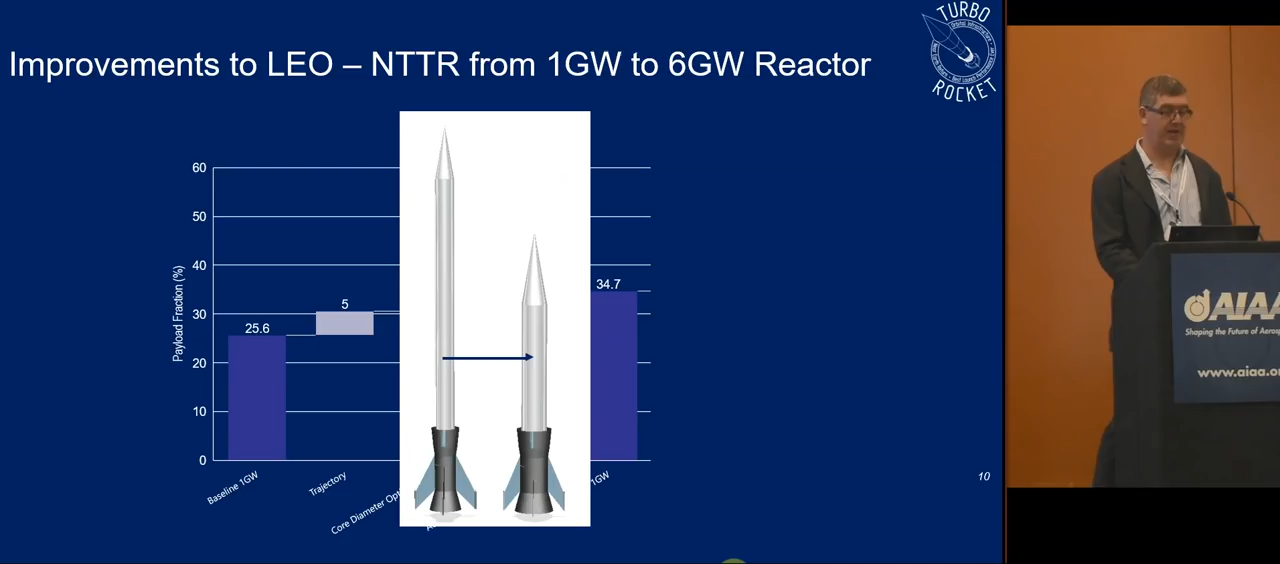 TURBO
ROCKET
Improvements to LEO – NTTR from 1GW to 6GW Reactor
60
50
40
30
20
10
0
Payload Fraction (%)
25.6
5
34.7
Baseline 1GW
Trajectory
Core Diameter
1GW
10
AIAA
Shaping the Future of
www.aiaa.